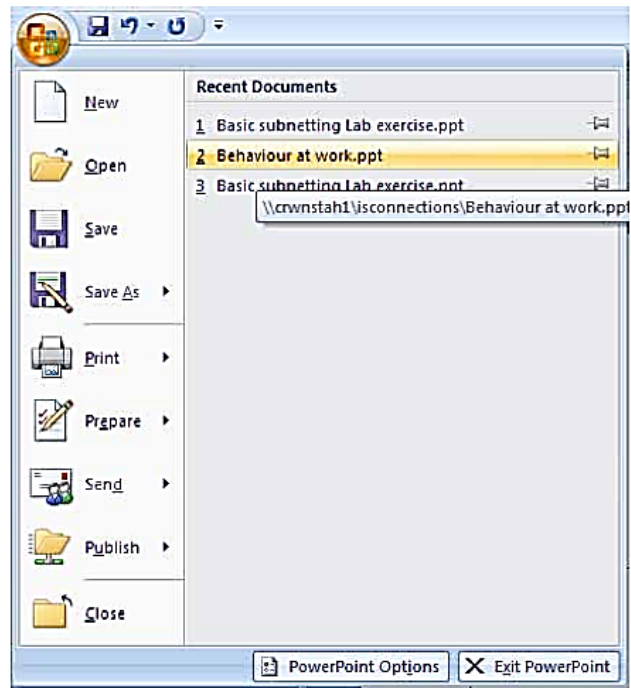 New
Open
Save
Save As
Print
Prepare
Send
Publish
Close
Recent Documents
1 Basic subnetting Lab exercise.ppt
2 Behaviour at work.ppt
3 Basic subnetting Lab exercise.ppt
\\crwnstah1\isconnections\Behaviour at work.ppt
PowerPoint Options
Exit PowerPoint